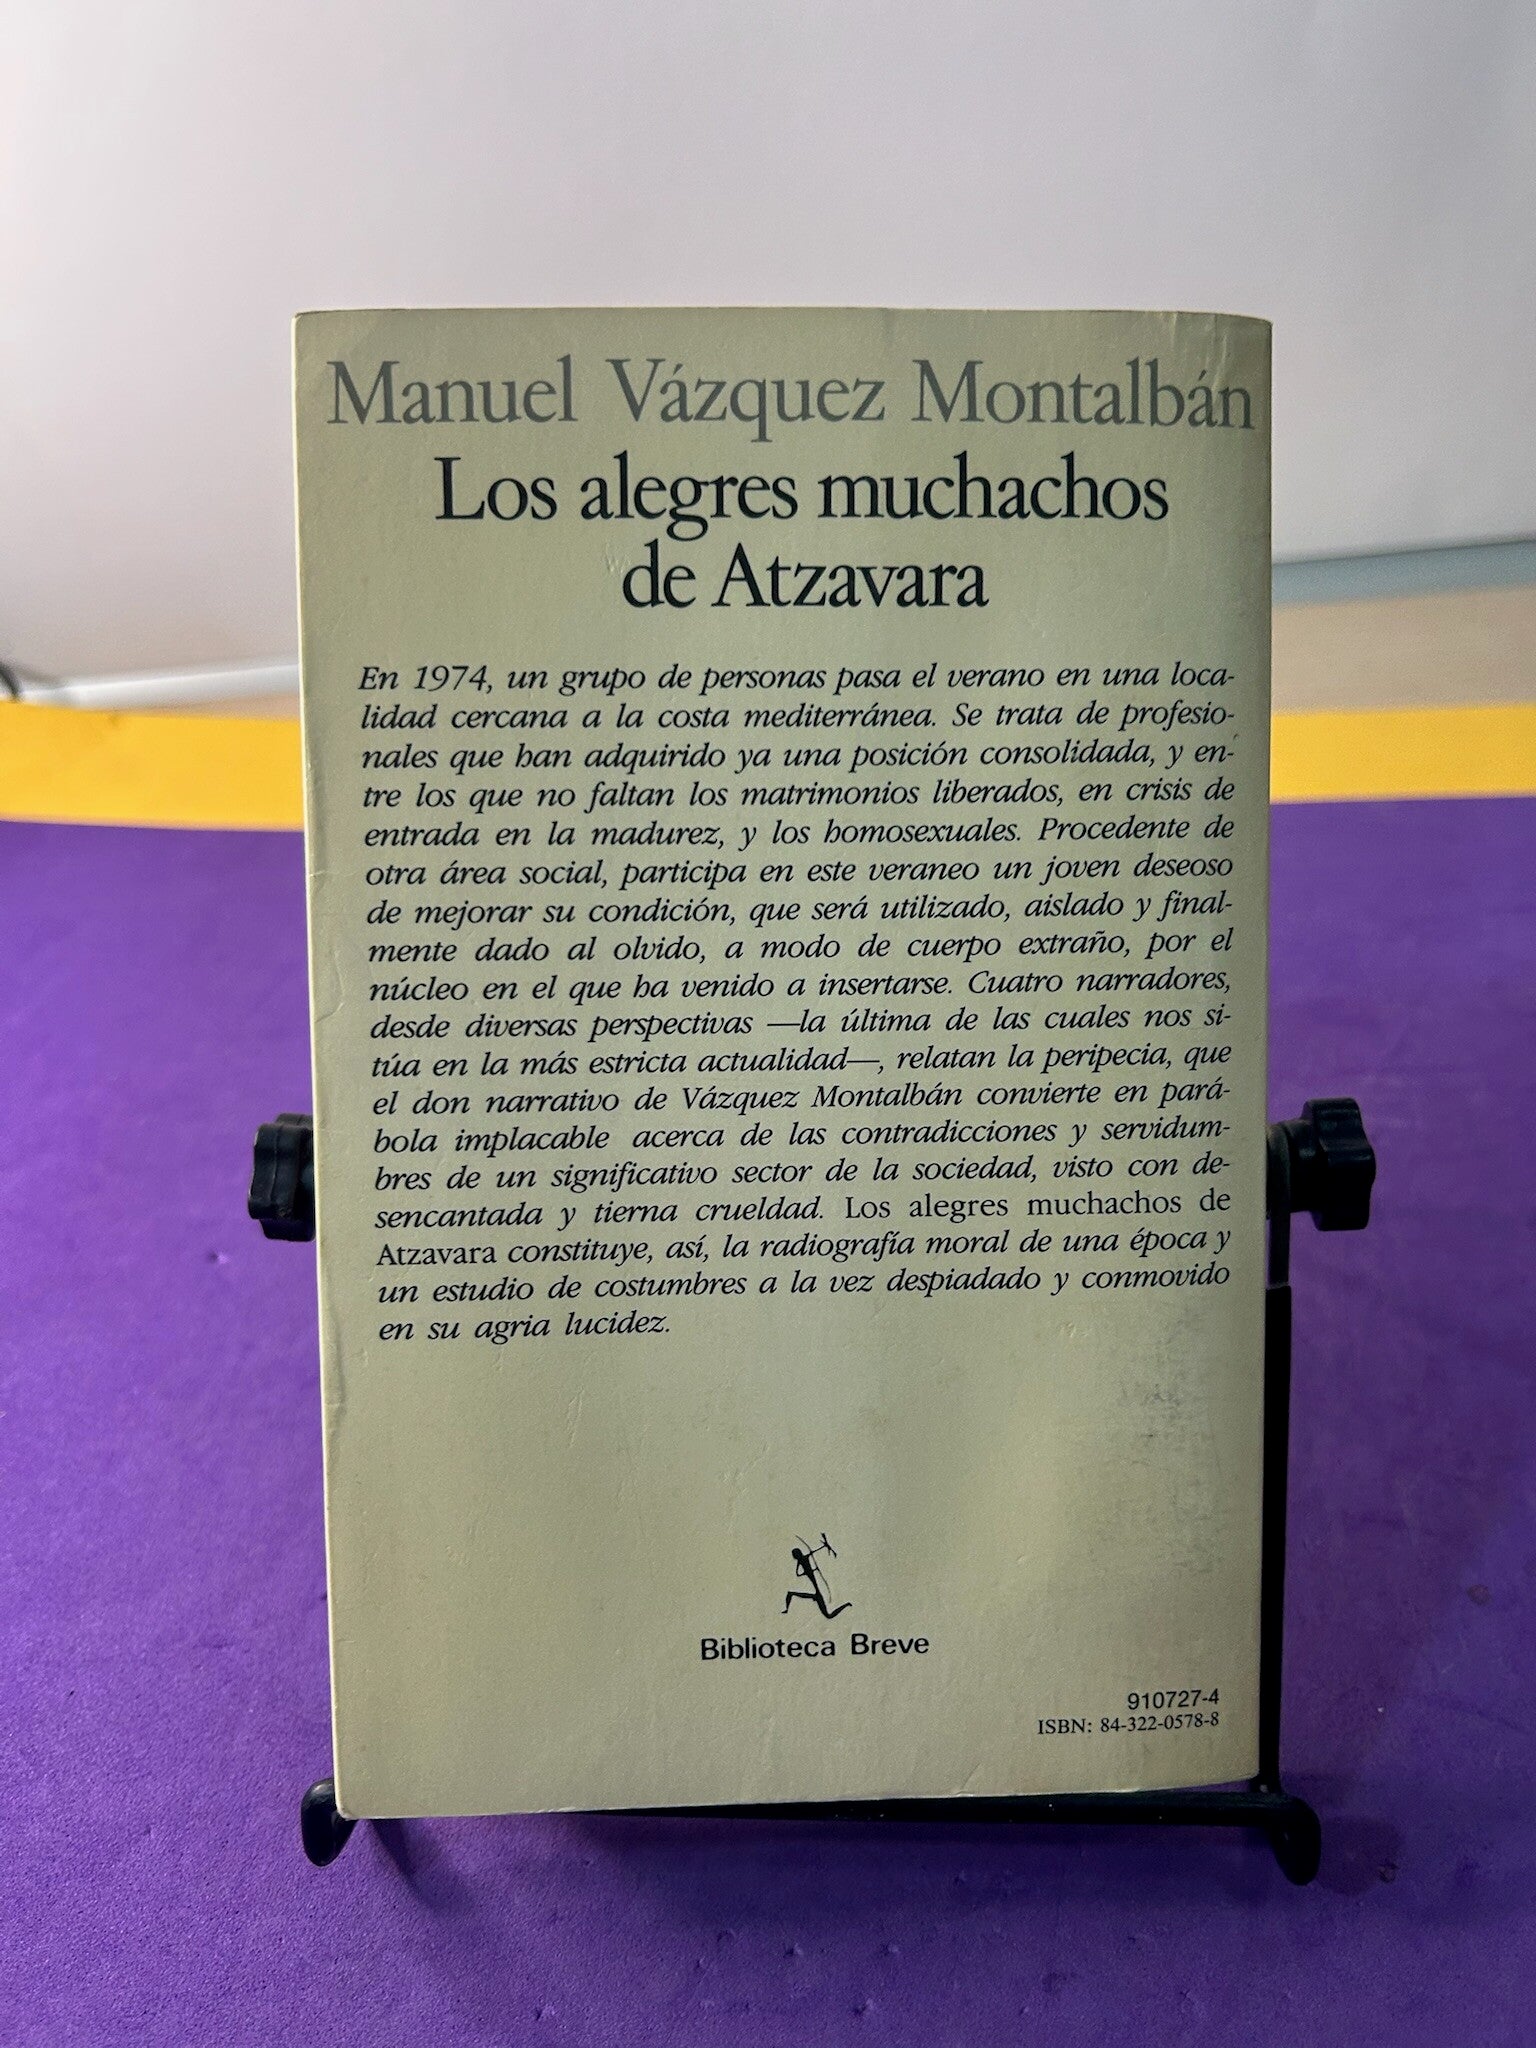 Manuel Vázquez Montalbán
Los alegres muchachos
de Atzavara
En 1974, un grupo de personas pasa el verano en una loca-
lidad cercana a la costa mediterránea. Se trata de profesio-
nales que han adquirido ya una posición consolidada, y en-
tre los que no faltan los matrimonios liberados, en crisis de
entrada en la madurez, y los homosexuales. Procedente de
otra área social, participa en este veraneo un joven deseoso
de mejorar su condición, que será utilizado, aislado y final-
mente dado al olvido, a modo de cuerpo extraño, por el
núcleo en el que ha venido a insertarse. Cuatro narradores,
desde diversas perspectivas —la última de las cuales nos si-
túa en la más estricta actualidad—, relatan la peripecia, que
el don narrativo de Vázquez Montalbán convierte en pará-
bola implacable acerca de las contradicciones y servidum-
bres de un significativo sector de la sociedad, visto con de-
sencantada y tierna crueldad. Los alegres muchachos de
Atzavara constituye, así, la radiografía moral de una época y
un estudio de costumbres a la vez despiadado y conmovido
en su agria lucidez.
Biblioteca Breve
910727-4
ISBN: 84-322-0578-8